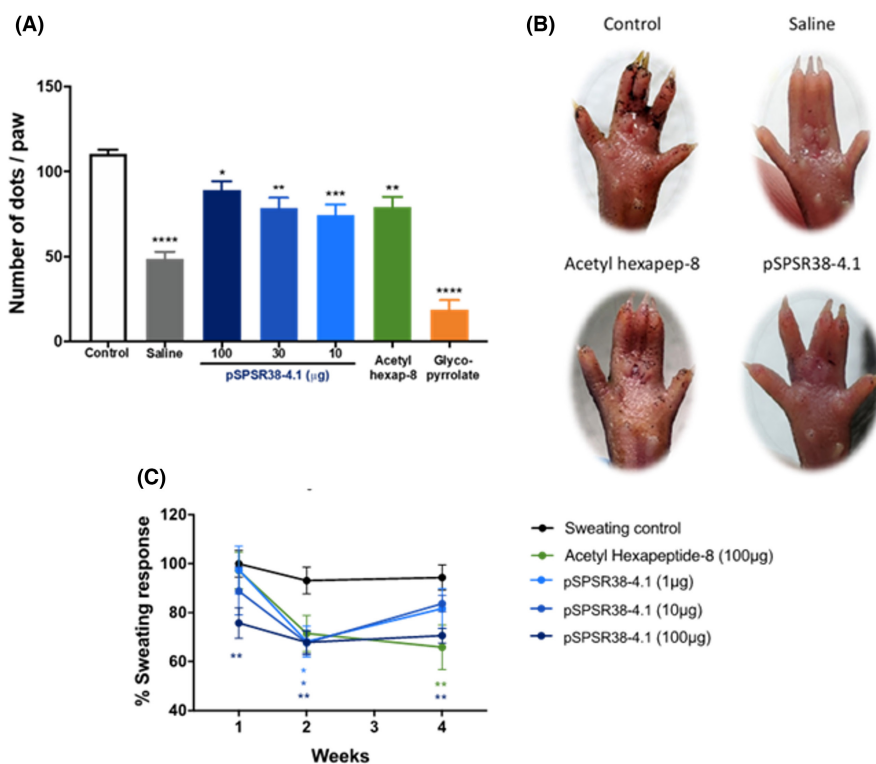 (A)
Number of dots / paw
150
100
50
0
*
**
***
**
****
****
Control
Saline
100
30
10
Acetyl
hexap-8
Glyco-
pyrrolate
pSPSR38-4.1 (µg)
(B)
Control
Saline
Acetyl hexapep-8
pSPSR38-4.1
(C)
% Sweating response
120
100
80
60
40
**
*
*
**
**
**
1
2
3
4
Weeks
Sweating control
Acetyl Hexapeptide-8 (100µg)
pSPSR38-4.1 (1µg)
pSPSR38-4.1 (10µg)
pSPSR38-4.1 (100µg)